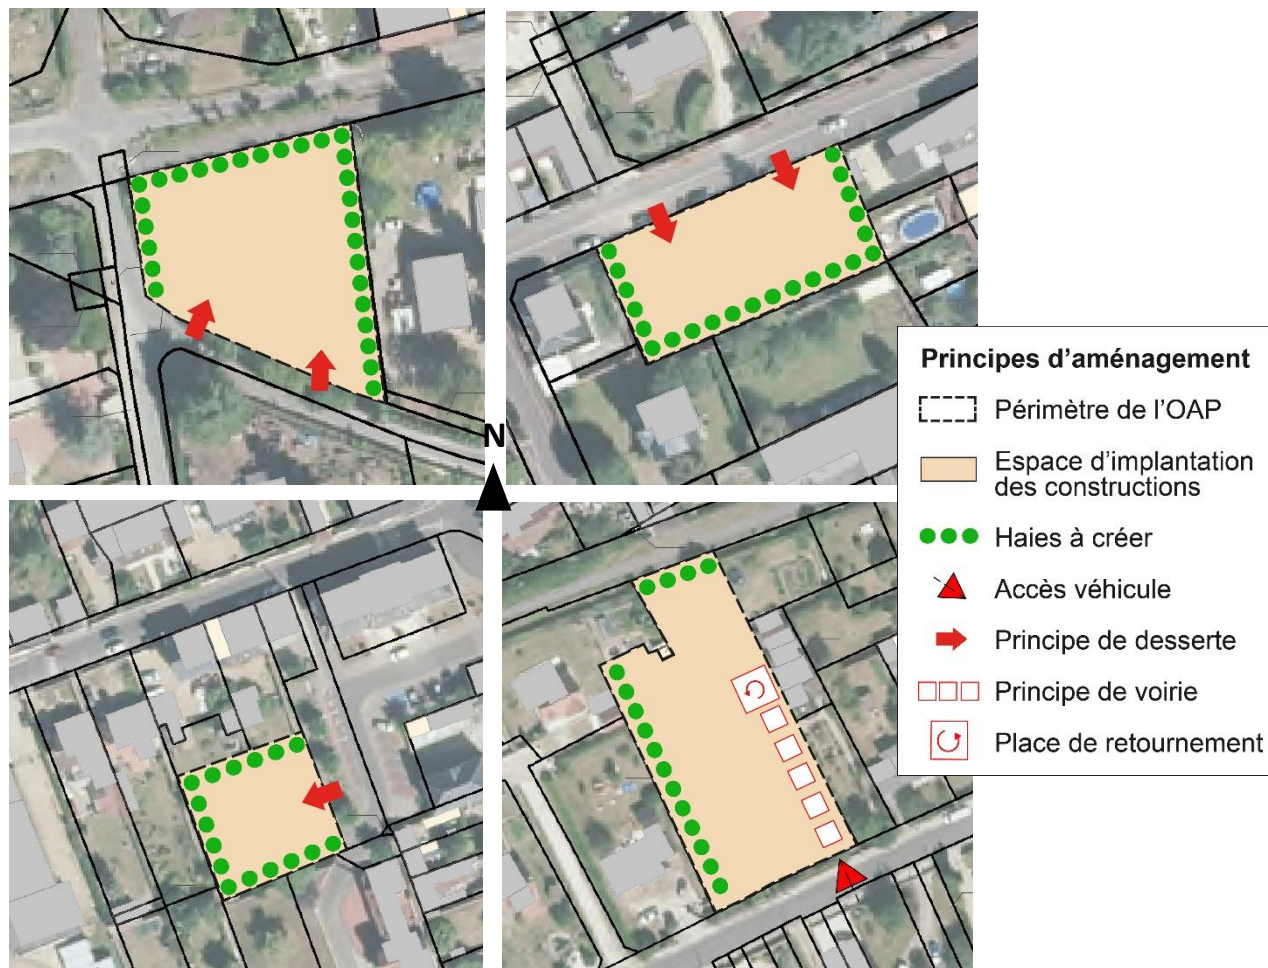 N
Principes d’aménagement
Périmètre de l’OAP
Espace d’implantation
des constructions
Haies à créer
Accès véhicule
Principe de desserte
Principe de voirie
Place de retournement